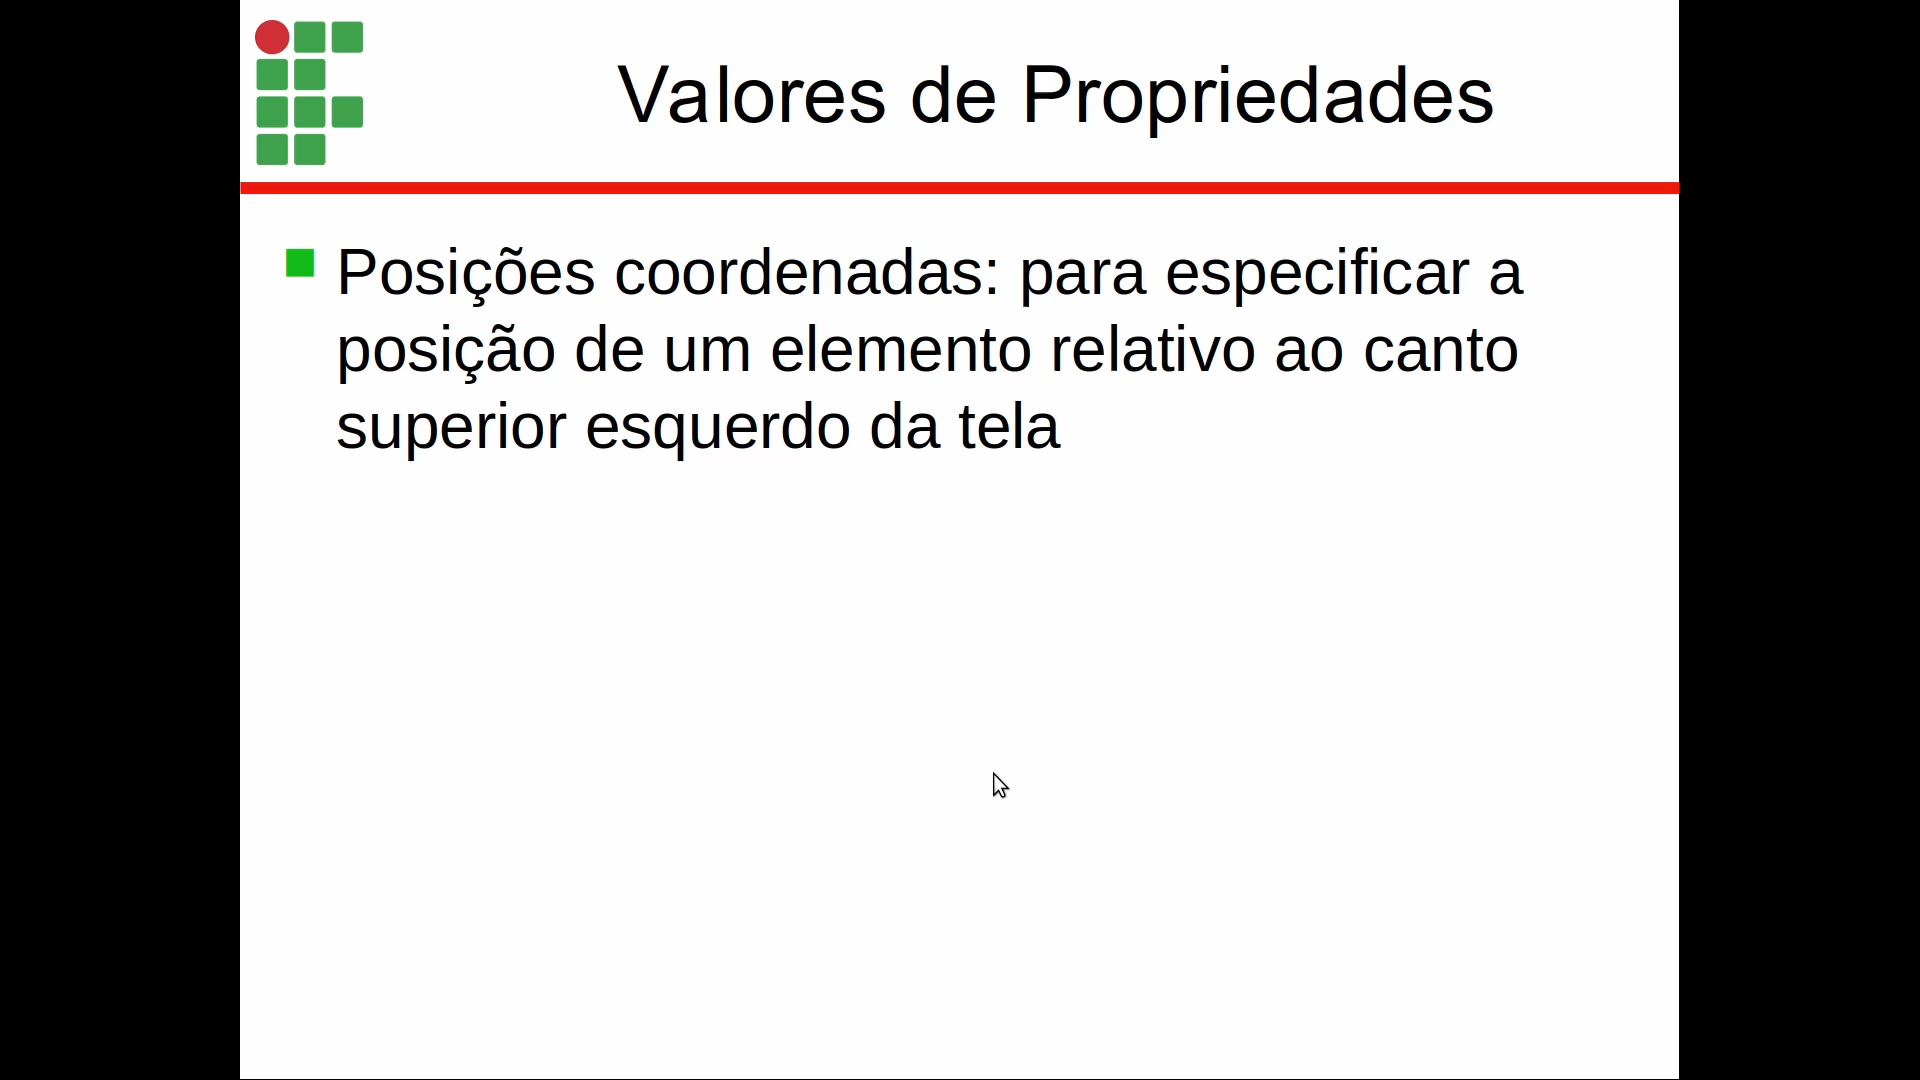 Valores de Propriedades
Posições coordenadas: para especificar a
posição de um elemento relativo ao canto
superior esquerdo da tela